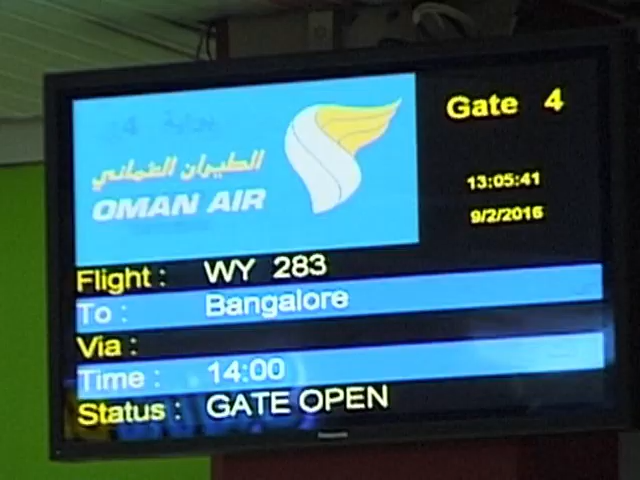 الطيران العماني
OMAN AIR
Gate 4
13:05:41
9/2/2016
Flight : WY 283
To : Bangalore
Via :
Time : 14:00
Status : GATE OPEN